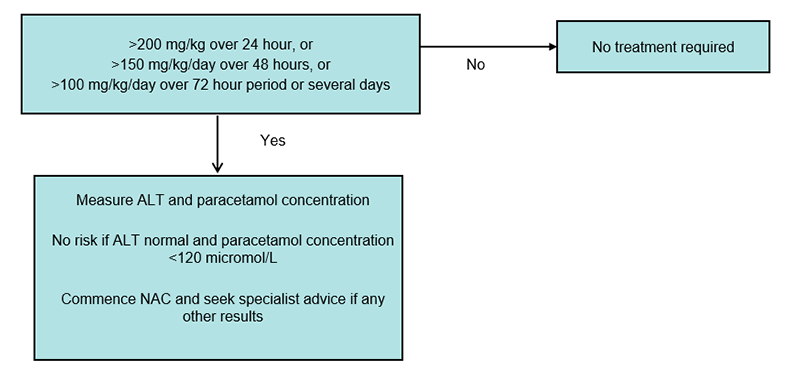 >200 mg/kg over 24 hour, or
>150 mg/kg/day over 48 hours, or
>100 mg/kg/day over 72 hour period or several days
No
No treatment required
Yes
Measure ALT and paracetamol concentration
No risk if ALT normal and paracetamol concentration
<120 micromol/L
Commence NAC and seek specialist advice if any
other results